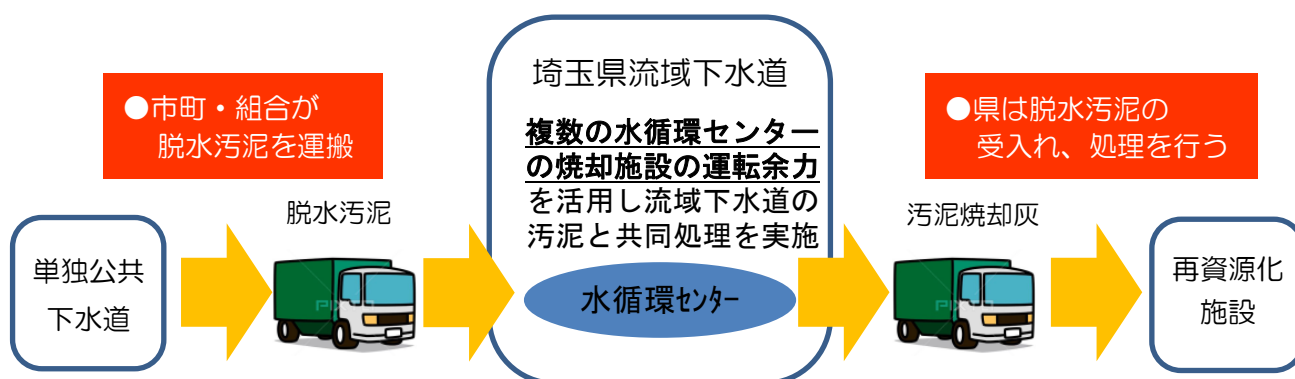 ●市町・組合が
脱水汚泥を運搬
脱水汚泥
単独公共
下水道
埼玉県流域下水道
複数の水循環センター
の焼却施設の運転余力
を活用し流域下水道の
汚泥と共同処理を実施
水循環ｾﾝﾀｰ
●県は脱水汚泥の
受入れ、処理を行う
汚泥焼却灰
再資源化
施設